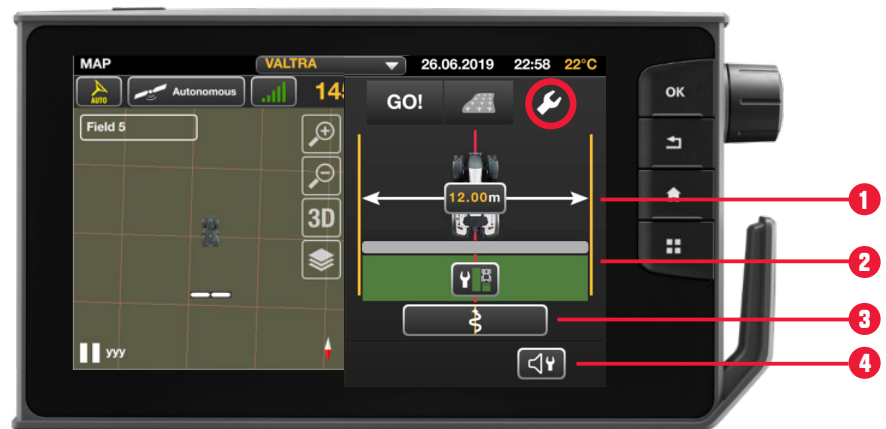 MAP VALTRA 26.06.2019 22:58 22°C
AUTO Autonomous 145
GO!
Field 5
OK
12.00m
3D
yyy
1
2
3
4